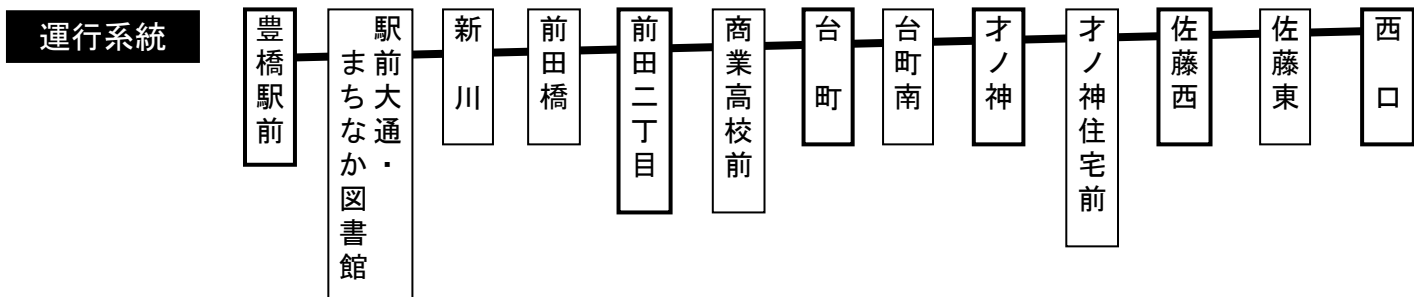 運行系統
豊橋駅前
駅前大通・
まちなか図書館
新川
前田橋
前田二丁目
商業高校前
台町
台町南
才ノ神
才ノ神住宅前
佐藤西
佐藤東
西口